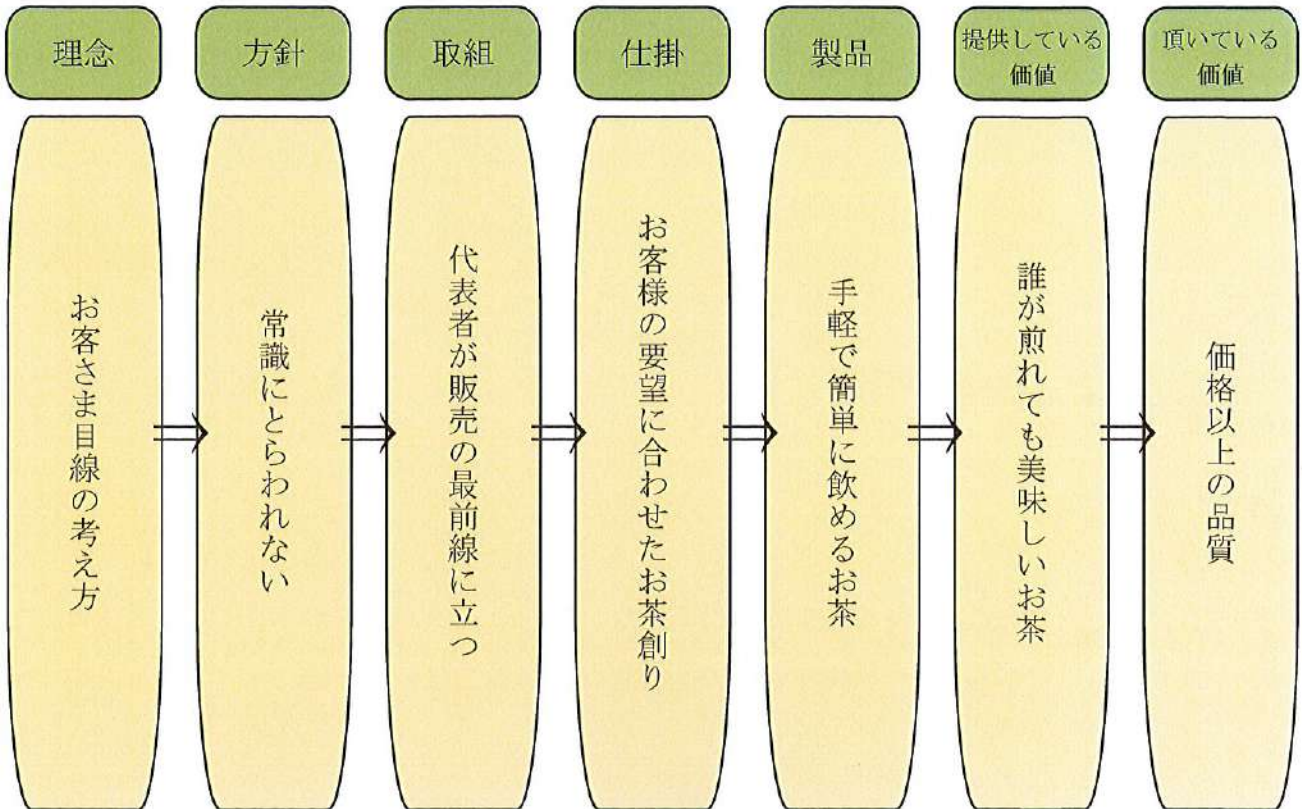 理念
方針
取組
仕掛
製品
提供している
価値
頂いている
価値
お客さま目線の考え方
常識にとらわれない
代表者が販売の最前線に立つ
お客様の要望に合わせたお茶創り
手軽で簡単に飲めるお茶
誰が煎れても美味しいお茶
価格以上の品質